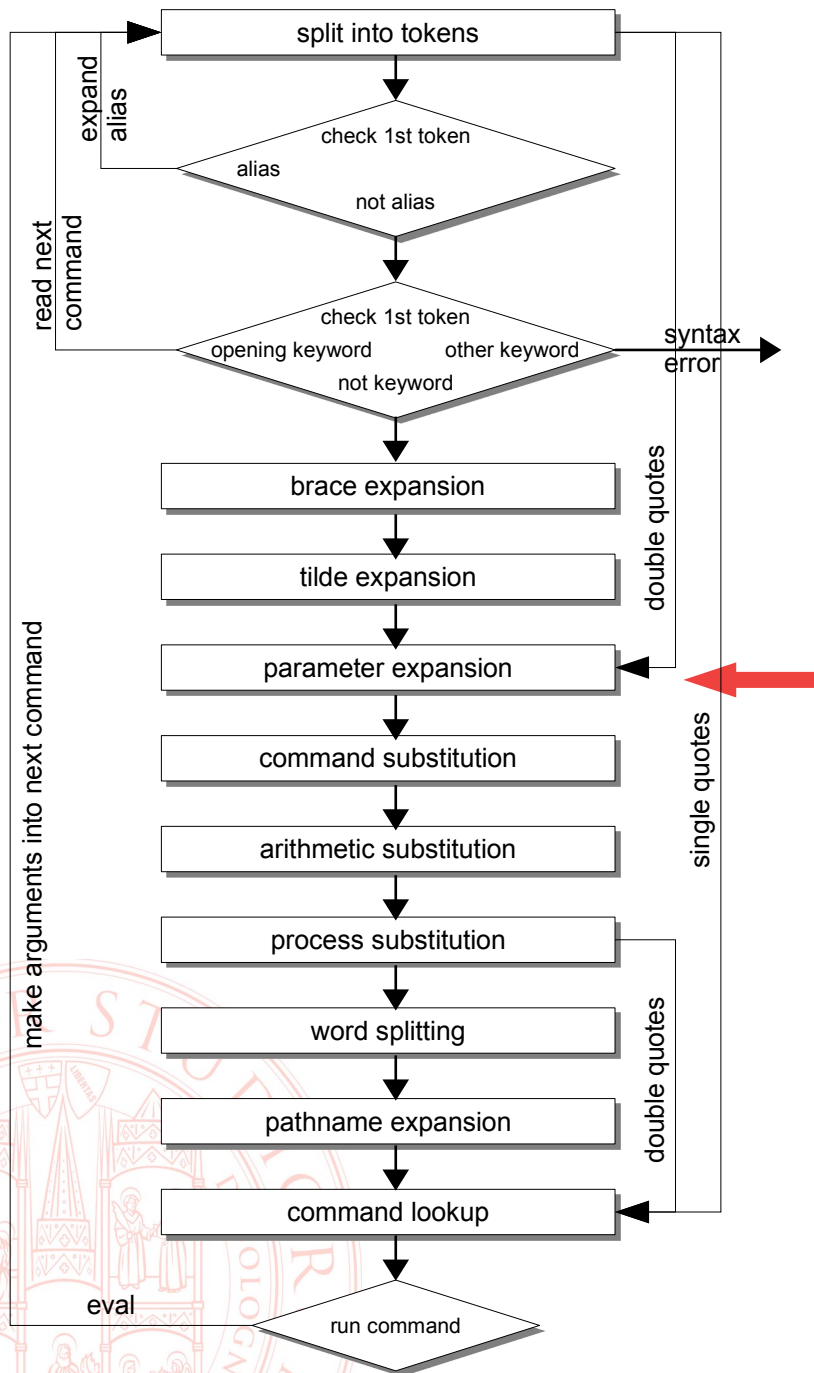 split into tokens
expand
alias
check 1st token
alias
not alias
read next
command
check 1st token
opening keyword other keyword
not keyword
syntax
error
brace expansion
double quotes
tilde expansion
parameter expansion
make arguments into next command
command substitution
single quotes
arithmetic substitution
process substitution
word splitting
double quotes
pathname expansion
command lookup
eval
run command
LIBERTAS